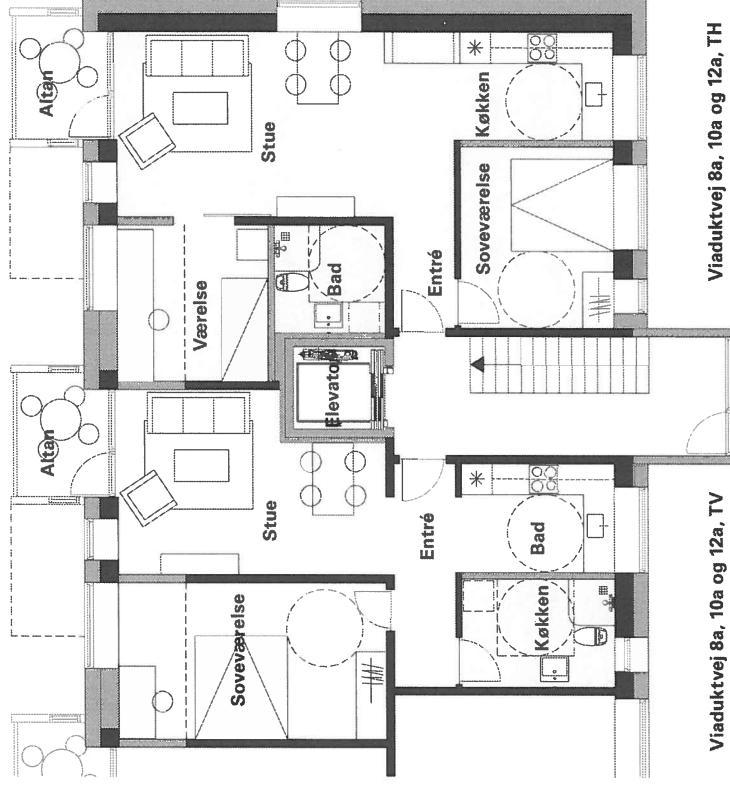 Altan
Stue
Køkken
Soveværelse
Entré
Bad
Værelse
Elevator
Viaduktvej 8a, 10a og 12a, TH
Altan
Stue
Entré
Bad
Køkken
Soveværelse
Viaduktvej 8a, 10a og 12a, TV